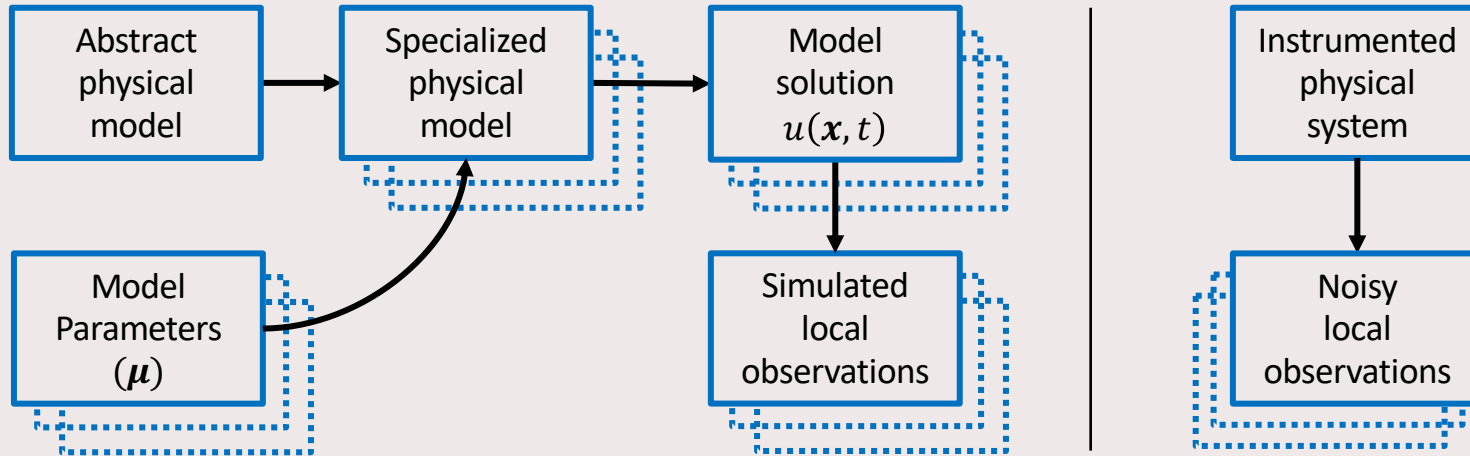 Abstract
physical
model
Specialized
physical
model
Model
solution
u(x, t)
Instrumented
physical
system
Model
Parameters
(μ)
Simulated
local
observations
Noisy
local
observations